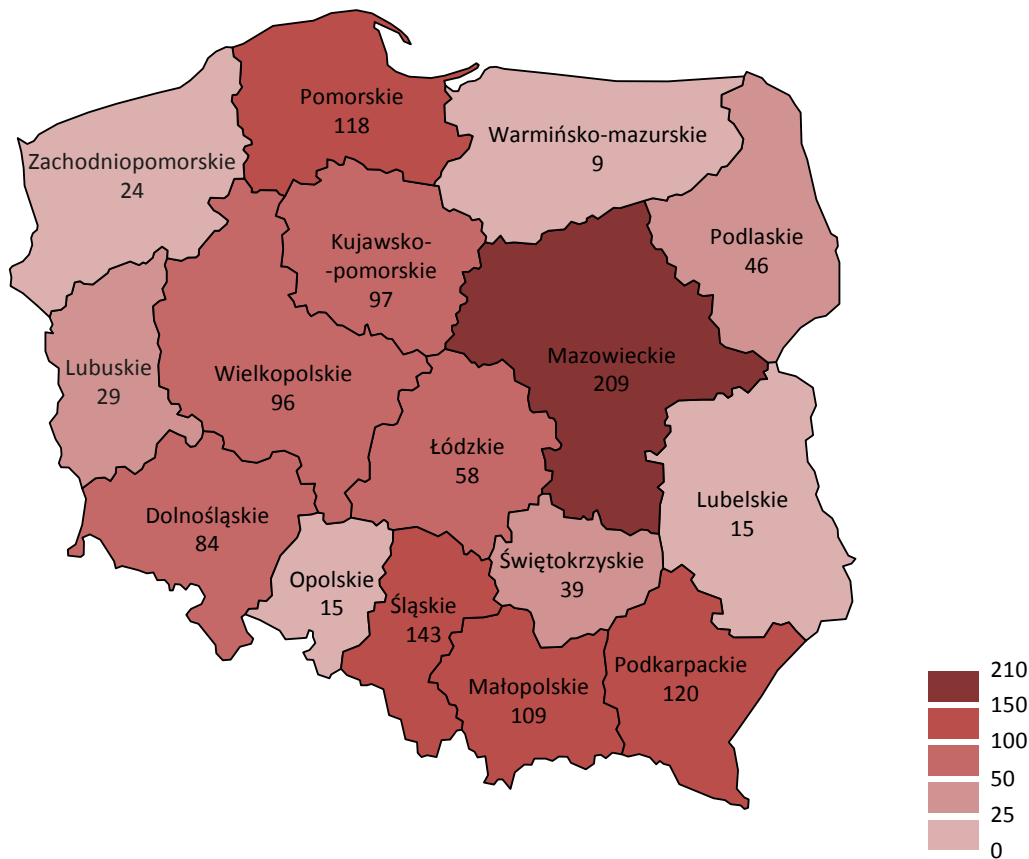 Pomorskie
118
Warmińsko-mazurskie
9
Zachodniopomorskie
24
Podlaskie
46
Kujawsko-
-pomorskie
97
Mazowieckie
209
Lubuskie
29
Wielkopolskie
96
Łódzkie
58
Lubelskie
15
Dolnośląskie
84
Opolskie
15
Śląskie
143
Świętokrzyskie
39
Małopolskie
109
Podkarpackie
120
210
150
100
50
25
0